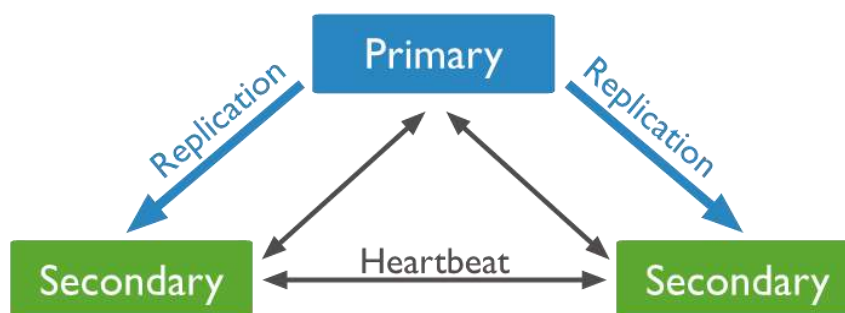 Primary
Replication
Replication
Heartbeat
Secondary
Secondary